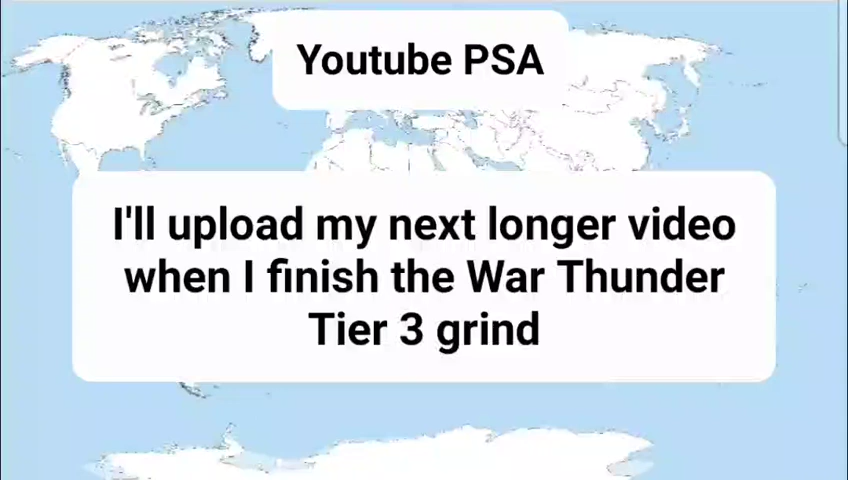 Youtube PSA
I'll upload my next longer video
when I finish the War Thunder
Tier 3 grind